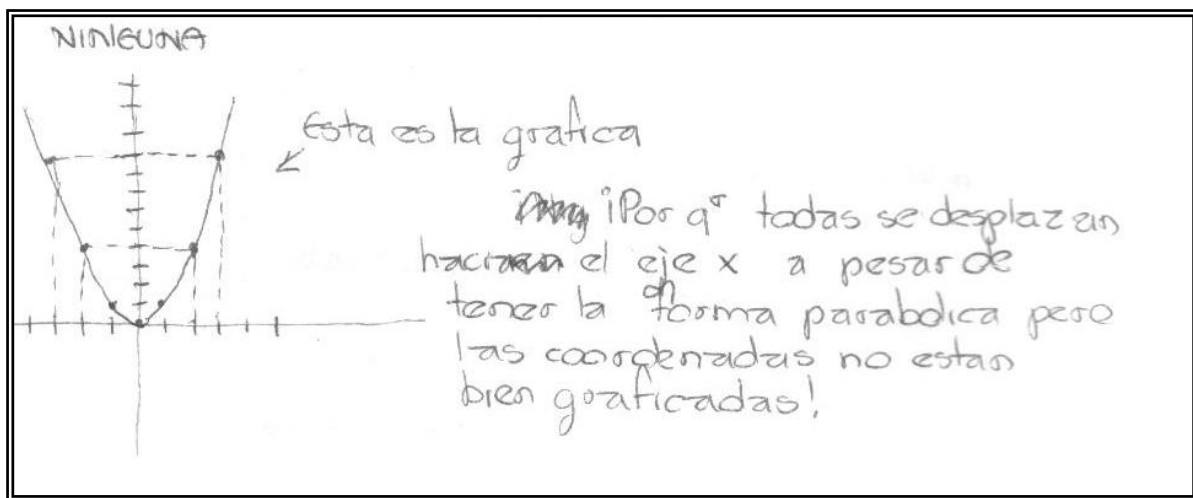 NINGUNA
Esta es la grafica
¡Por q' todas se desplazan
hacia el eje x a pesar de
tener la forma parabolica pero
las coordenadas no estan
bien graficadas!